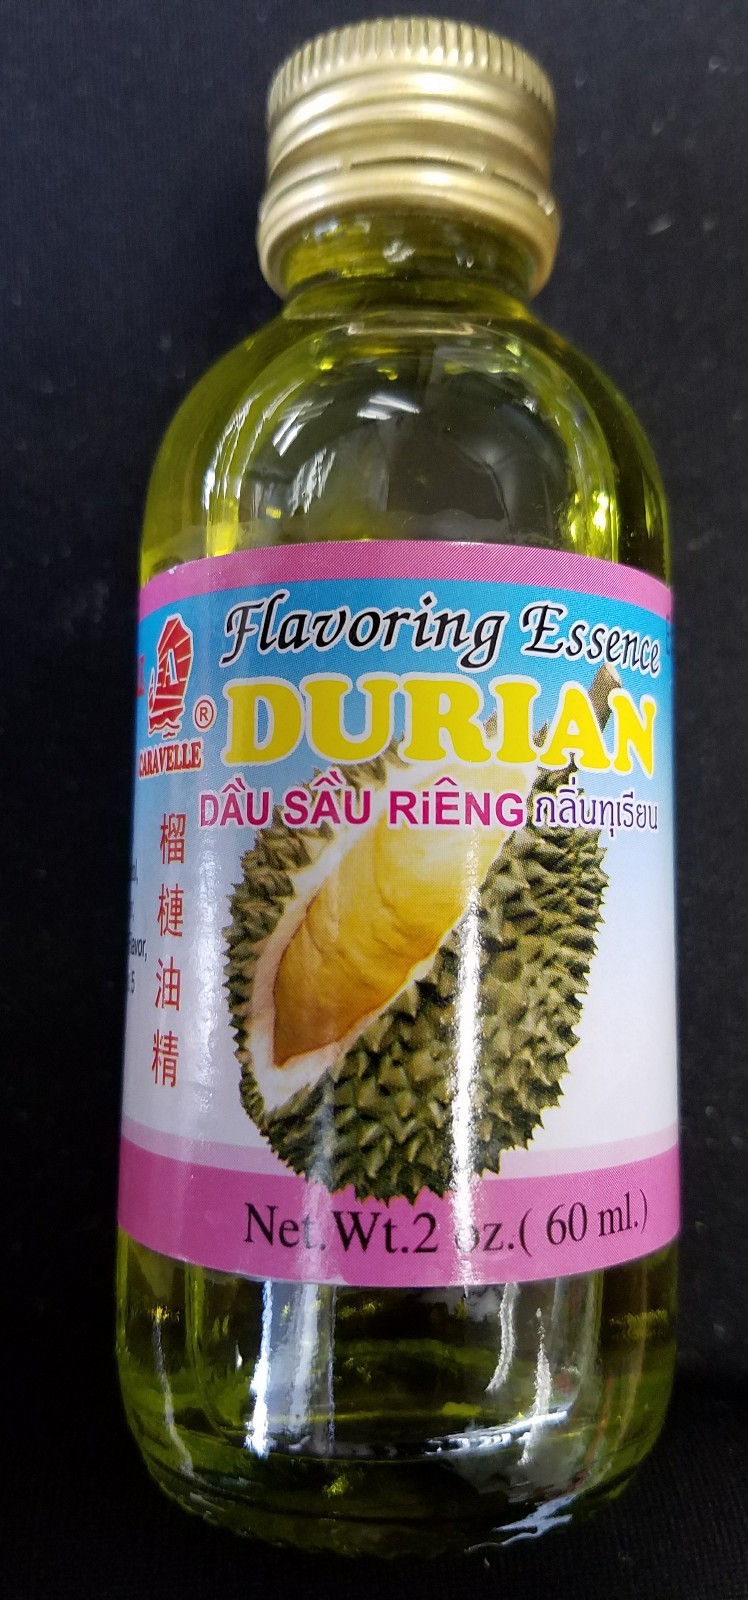 Flavoring Essence
DURIAN
JHA
®
CARAVELLE
DẦU SẦU RiÊNG กลิ่นทุเรียน
榴槤油精
Net.Wt.2 oz.( 60 ml.)